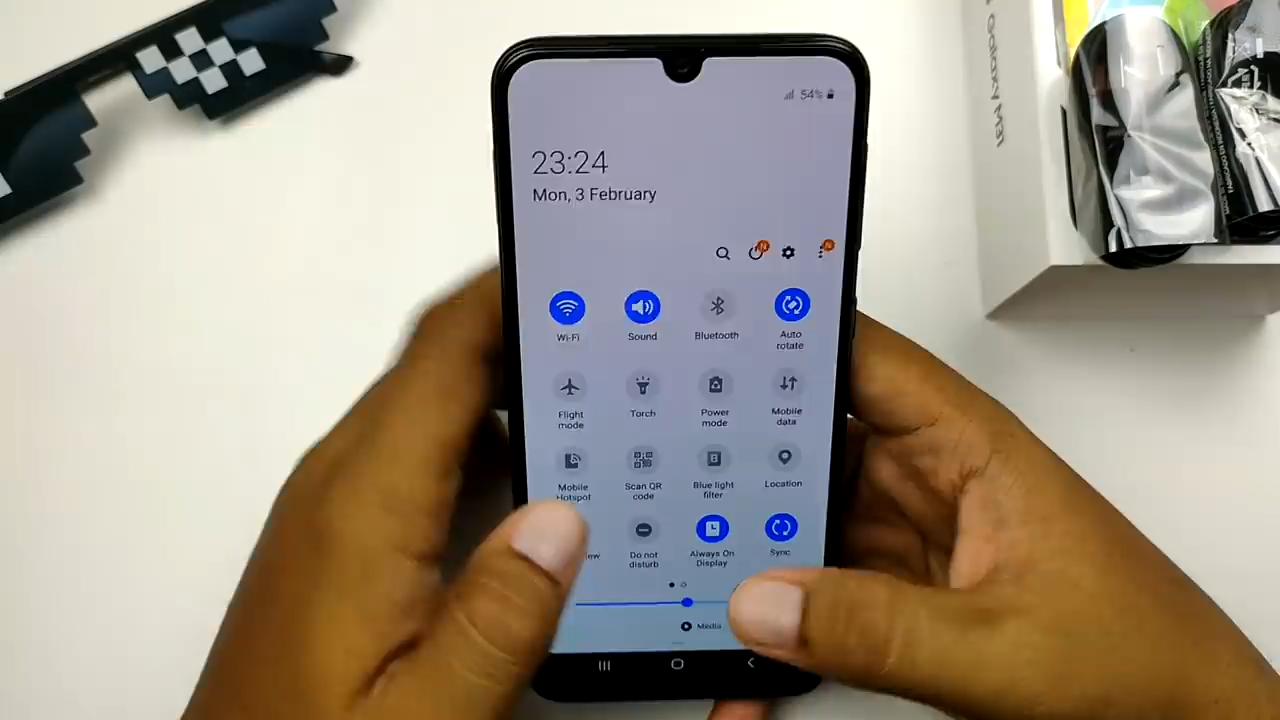 GALAXY M31
54%
23:24
Mon, 3 February
N
N
Wi-Fi
Sound
Bluetooth
Auto
rotate
Flight
mode
Torch
Power
mode
Mobile
data
Mobile
Hotspot
Scan QR
code
Blue light
filter
Location
ew
Do not
disturb
Always On
Display
Sync
Media